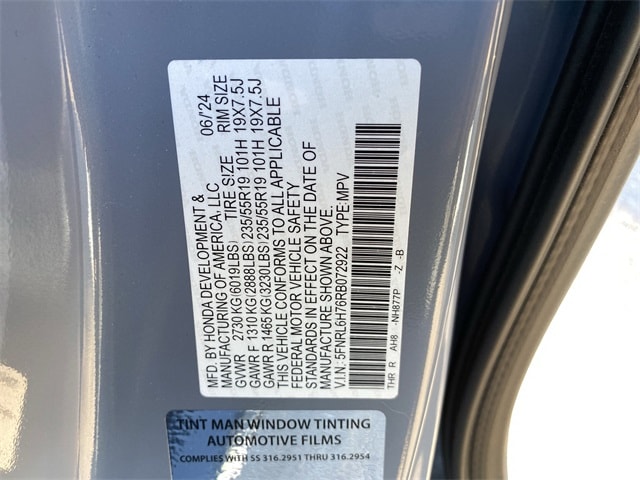 MFD. BY HONDA DEVELOPMENT &
MANUFACTURING OF AMERICA, LLC 06/'24
GVWR 2730 KG(6019LBS) TIRE SIZE RIM SIZE
GAWR F 1310 KG(2888LBS) 235/55R19 101H 19X7.5J
GAWR R 1465 KG(3230LBS) 235/55R19 101H 19X7.5J
THIS VEHICLE CONFORMS TO ALL APPLICABLE
FEDERAL MOTOR VEHICLE SAFETY
STANDARDS IN EFFECT ON THE DATE OF
MANUFACTURE SHOWN ABOVE.
V.I.N: 5FNRL6H76RB072922 TYPE:MPV
THR R AH8 -NH877P -Z -B
TINT MAN WINDOW TINTING
AUTOMOTIVE FILMS
COMPLIES WITH SS 316.2951 THRU 316.2954